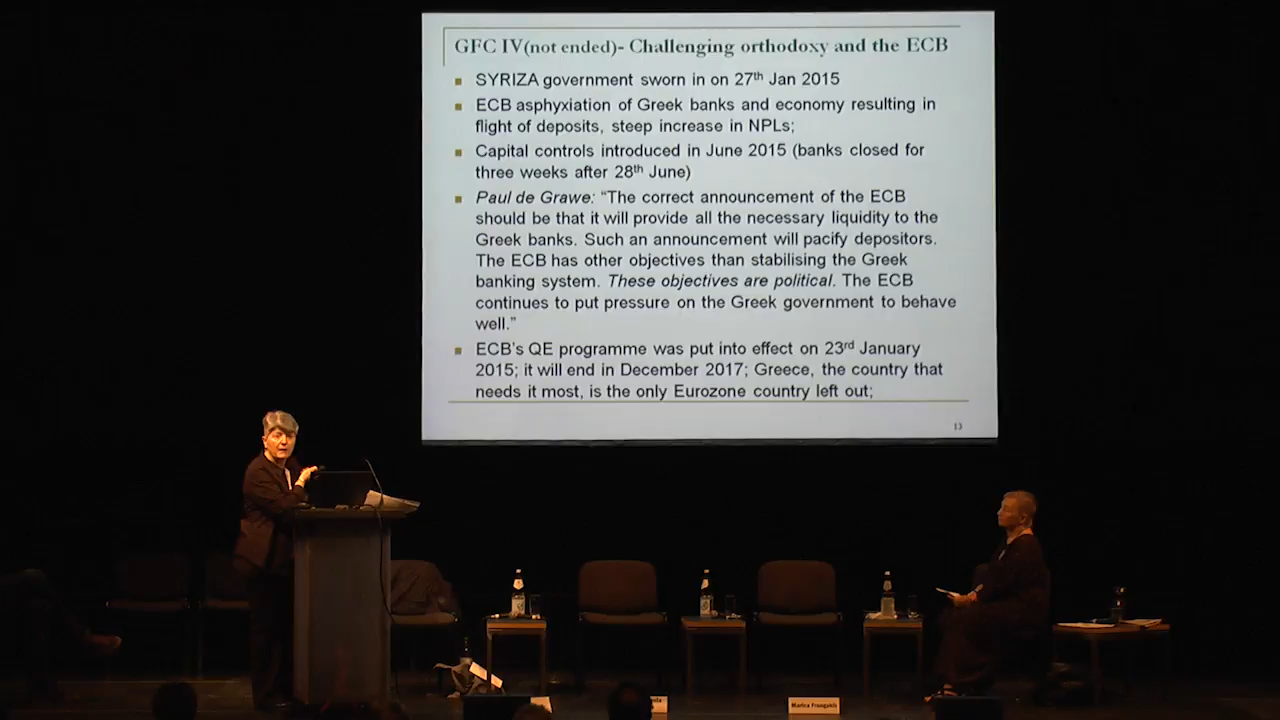 GFC IV(not ended)- Challenging orthodoxy and the ECB
SYRIZA government sworn in on 27th Jan 2015
ECB asphyxiation of Greek banks and economy resulting in
flight of deposits, steep increase in NPLs;
Capital controls introduced in June 2015 (banks closed for
three weeks after 28th June)
Paul de Grawe: “The correct announcement of the ECB
should be that it will provide all the necessary liquidity to the
Greek banks. Such an announcement will pacify depositors.
The ECB has other objectives than stabilising the Greek
banking system. These objectives are political. The ECB
continues to put pressure on the Greek government to behave
well.”
ECB’s QE programme was put into effect on 23rd January
2015; it will end in December 2017; Greece, the country that
needs it most, is the only Eurozone country left out;
13
Marica Frangakis